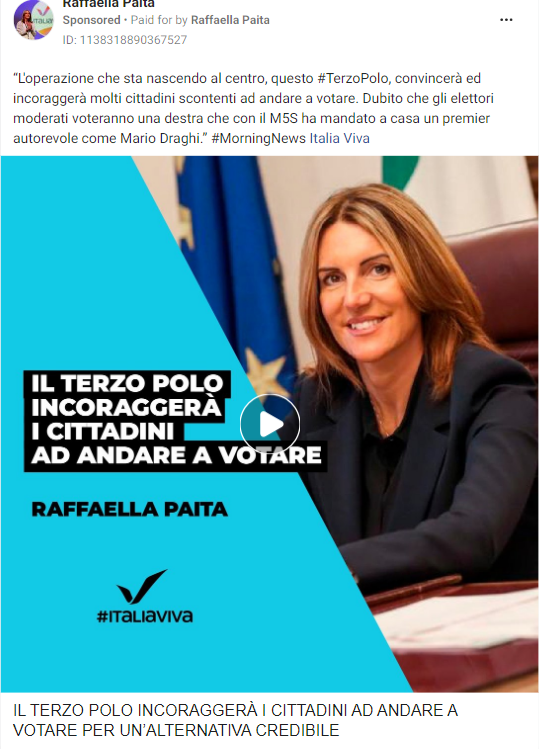 Raffaella Paita
Sponsored • Paid for by Raffaella Paita
ID: 1138318890367527
“L'operazione che sta nascendo al centro, questo #TerzoPolo, convincerà ed
incoraggerà molti cittadini scontenti ad andare a votare. Dubito che gli elettori
moderati voteranno una destra che con il M5S ha mandato a casa un premier
autorevole come Mario Draghi.” #MorningNews Italia Viva
IL TERZO POLO
INCORAGGERÀ
I CITTADINI
AD ANDARE A VOTARE
RAFFAELLA PAITA
#ITALIAVIVA
IL TERZO POLO INCORAGGERÀ I CITTADINI AD ANDARE A
VOTARE PER UN’ALTERNATIVA CREDIBILE